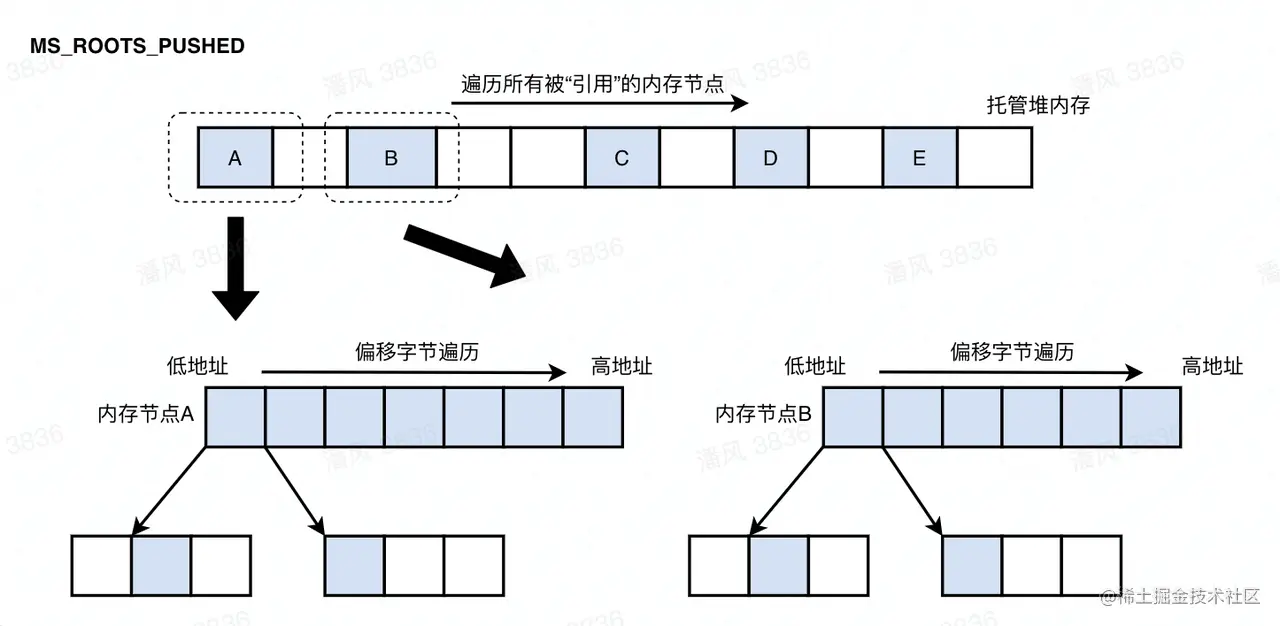 MS_ROOTS_PUSHED
遍历所有被“引用”的内存节点
托管堆内存
A
B
C
D
E
低地址
偏移字节遍历
高地址
低地址
偏移字节遍历
高地址
内存节点A
内存节点B
潘风 3836
@稀土掘金技术社区